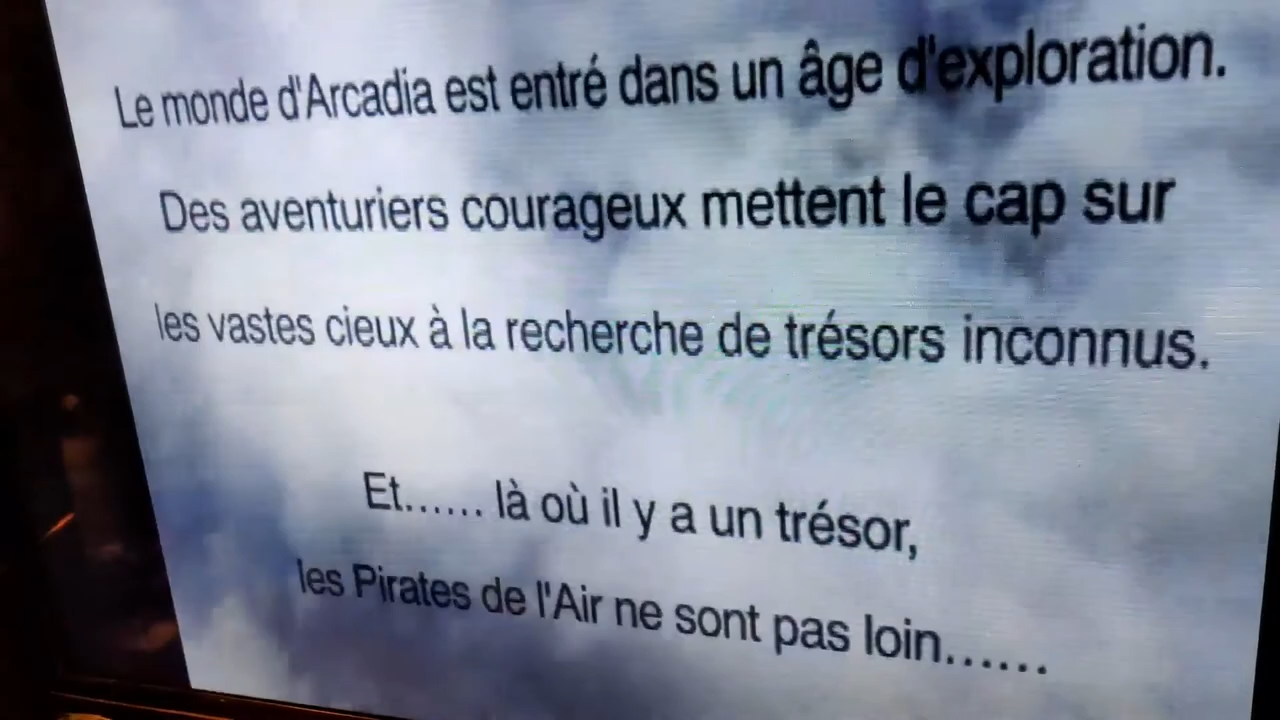 Le monde d'Arcadia est entré dans un âge d'exploration.
Des aventuriers courageux mettent le cap sur
les vastes cieux à la recherche de trésors inconnus.
Et...... là où il y a un trésor,
les Pirates de l'Air ne sont pas loin......